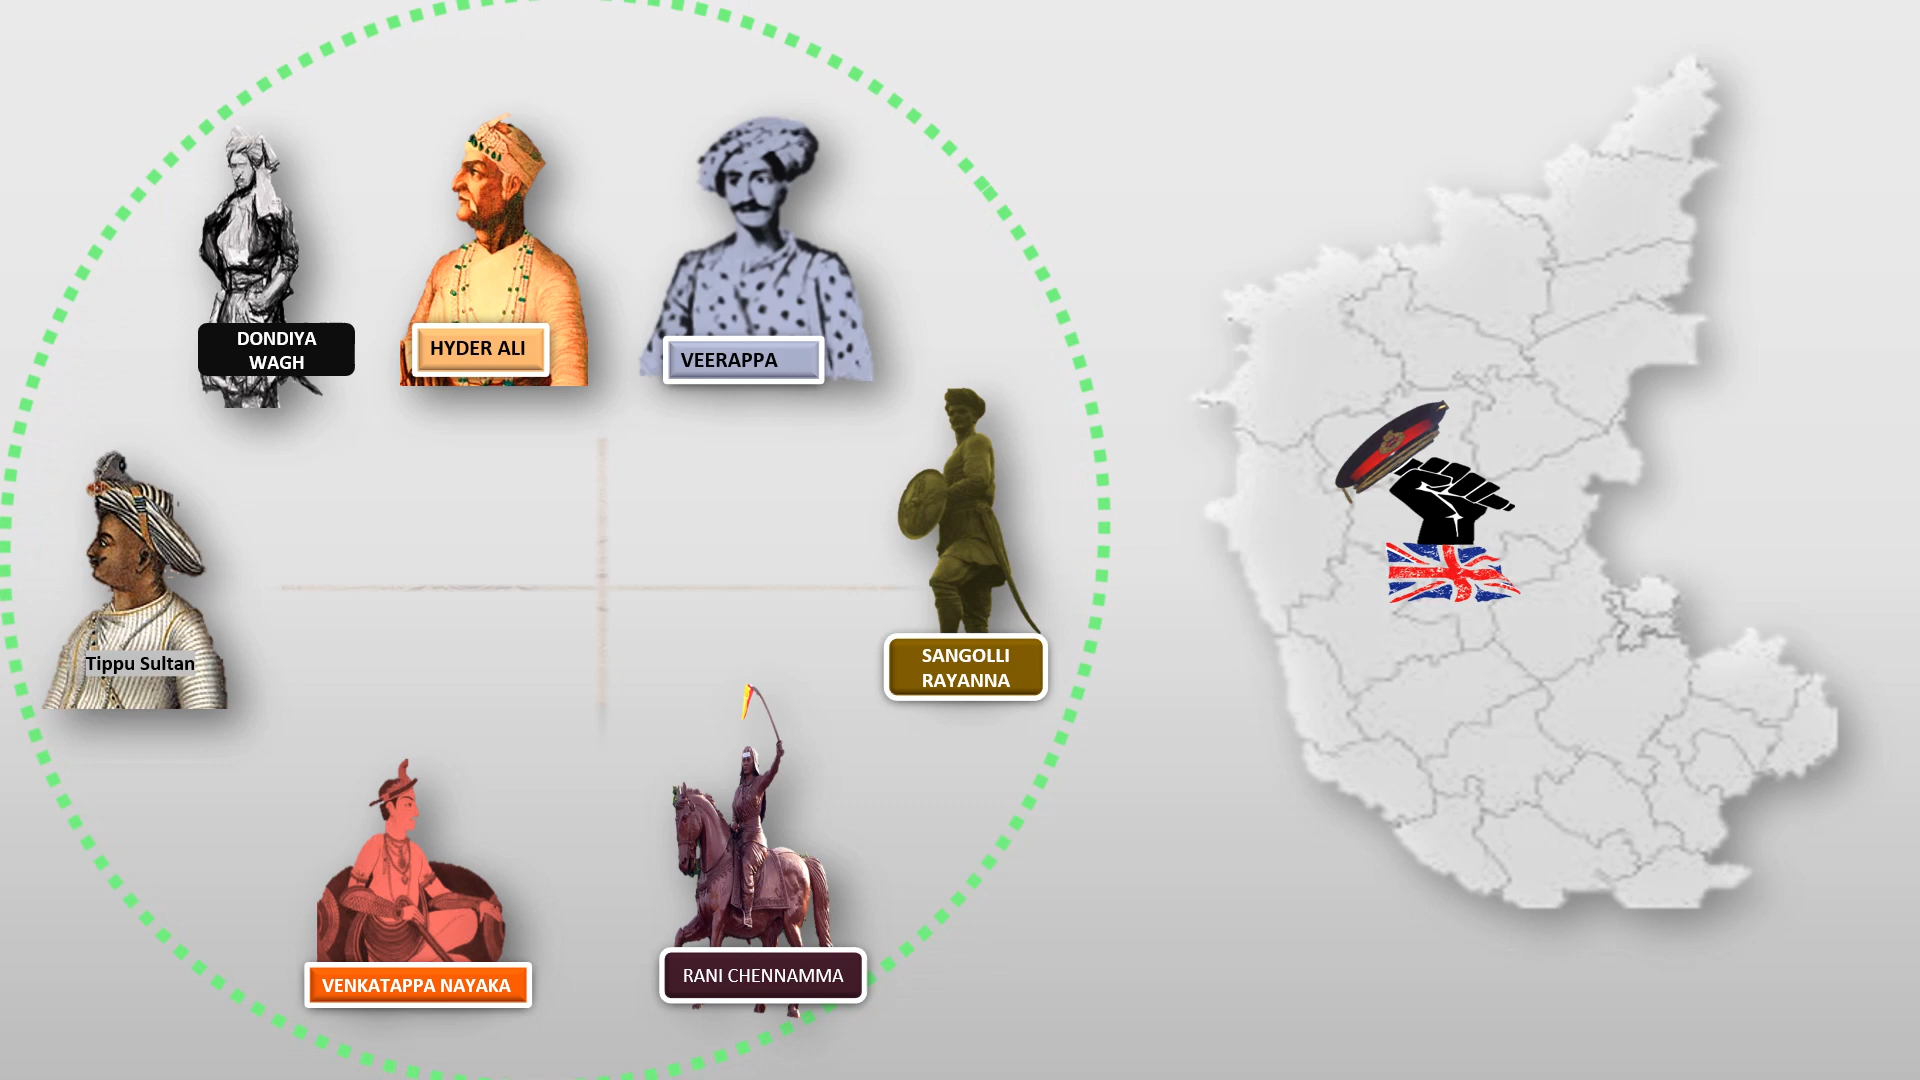 DONDIYA
WAGH
HYDER ALI
VEERAPPA
Tippu Sultan
SANGOLLI
RAYANNA
VENKATAPPA NAYAKA
RANI CHENNAMMA